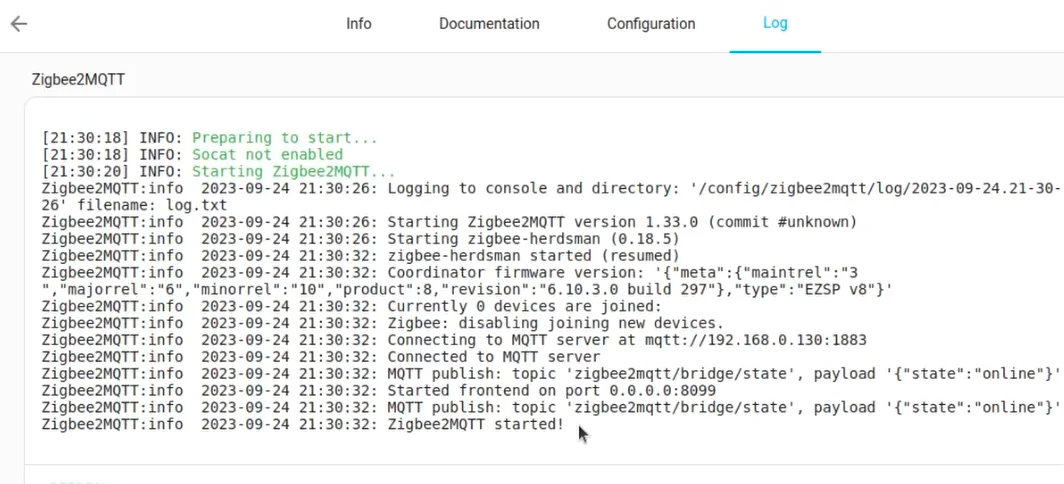 Info Documentation Configuration Log
Zigbee2MQTT
[21:30:18] INFO: Preparing to start...
[21:30:18] INFO: Socat not enabled
[21:30:20] INFO: Starting Zigbee2MQTT...
Zigbee2MQTT:info  2023-09-24 21:30:26: Logging to console and directory: '/config/zigbee2mqtt/log/2023-09-24.21-30-
26' filename: log.txt
Zigbee2MQTT:info  2023-09-24 21:30:26: Starting Zigbee2MQTT version 1.33.0 (commit #unknown)
Zigbee2MQTT:info  2023-09-24 21:30:26: Starting zigbee-herdsman (0.18.5)
Zigbee2MQTT:info  2023-09-24 21:30:32: zigbee-herdsman started (resumed)
Zigbee2MQTT:info  2023-09-24 21:30:32: Coordinator firmware version: '{"meta":{"maintrel":"3
","majorrel":"6","minorrel":"10","product":8,"revision":"6.10.3.0 build 297"},"type":"EZSP v8"}'
Zigbee2MQTT:info  2023-09-24 21:30:32: Currently 0 devices are joined:
Zigbee2MQTT:info  2023-09-24 21:30:32: Zigbee: disabling joining new devices.
Zigbee2MQTT:info  2023-09-24 21:30:32: Connecting to MQTT server at mqtt://192.168.0.130:1883
Zigbee2MQTT:info  2023-09-24 21:30:32: Connected to MQTT server
Zigbee2MQTT:info  2023-09-24 21:30:32: MQTT publish: topic 'zigbee2mqtt/bridge/state', payload '{"state":"online"}'
Zigbee2MQTT:info  2023-09-24 21:30:32: Started frontend on port 0.0.0.0:8099
Zigbee2MQTT:info  2023-09-24 21:30:32: MQTT publish: topic 'zigbee2mqtt/bridge/state', payload '{"state":"online"}'
Zigbee2MQTT:info  2023-09-24 21:30:32: Zigbee2MQTT started!